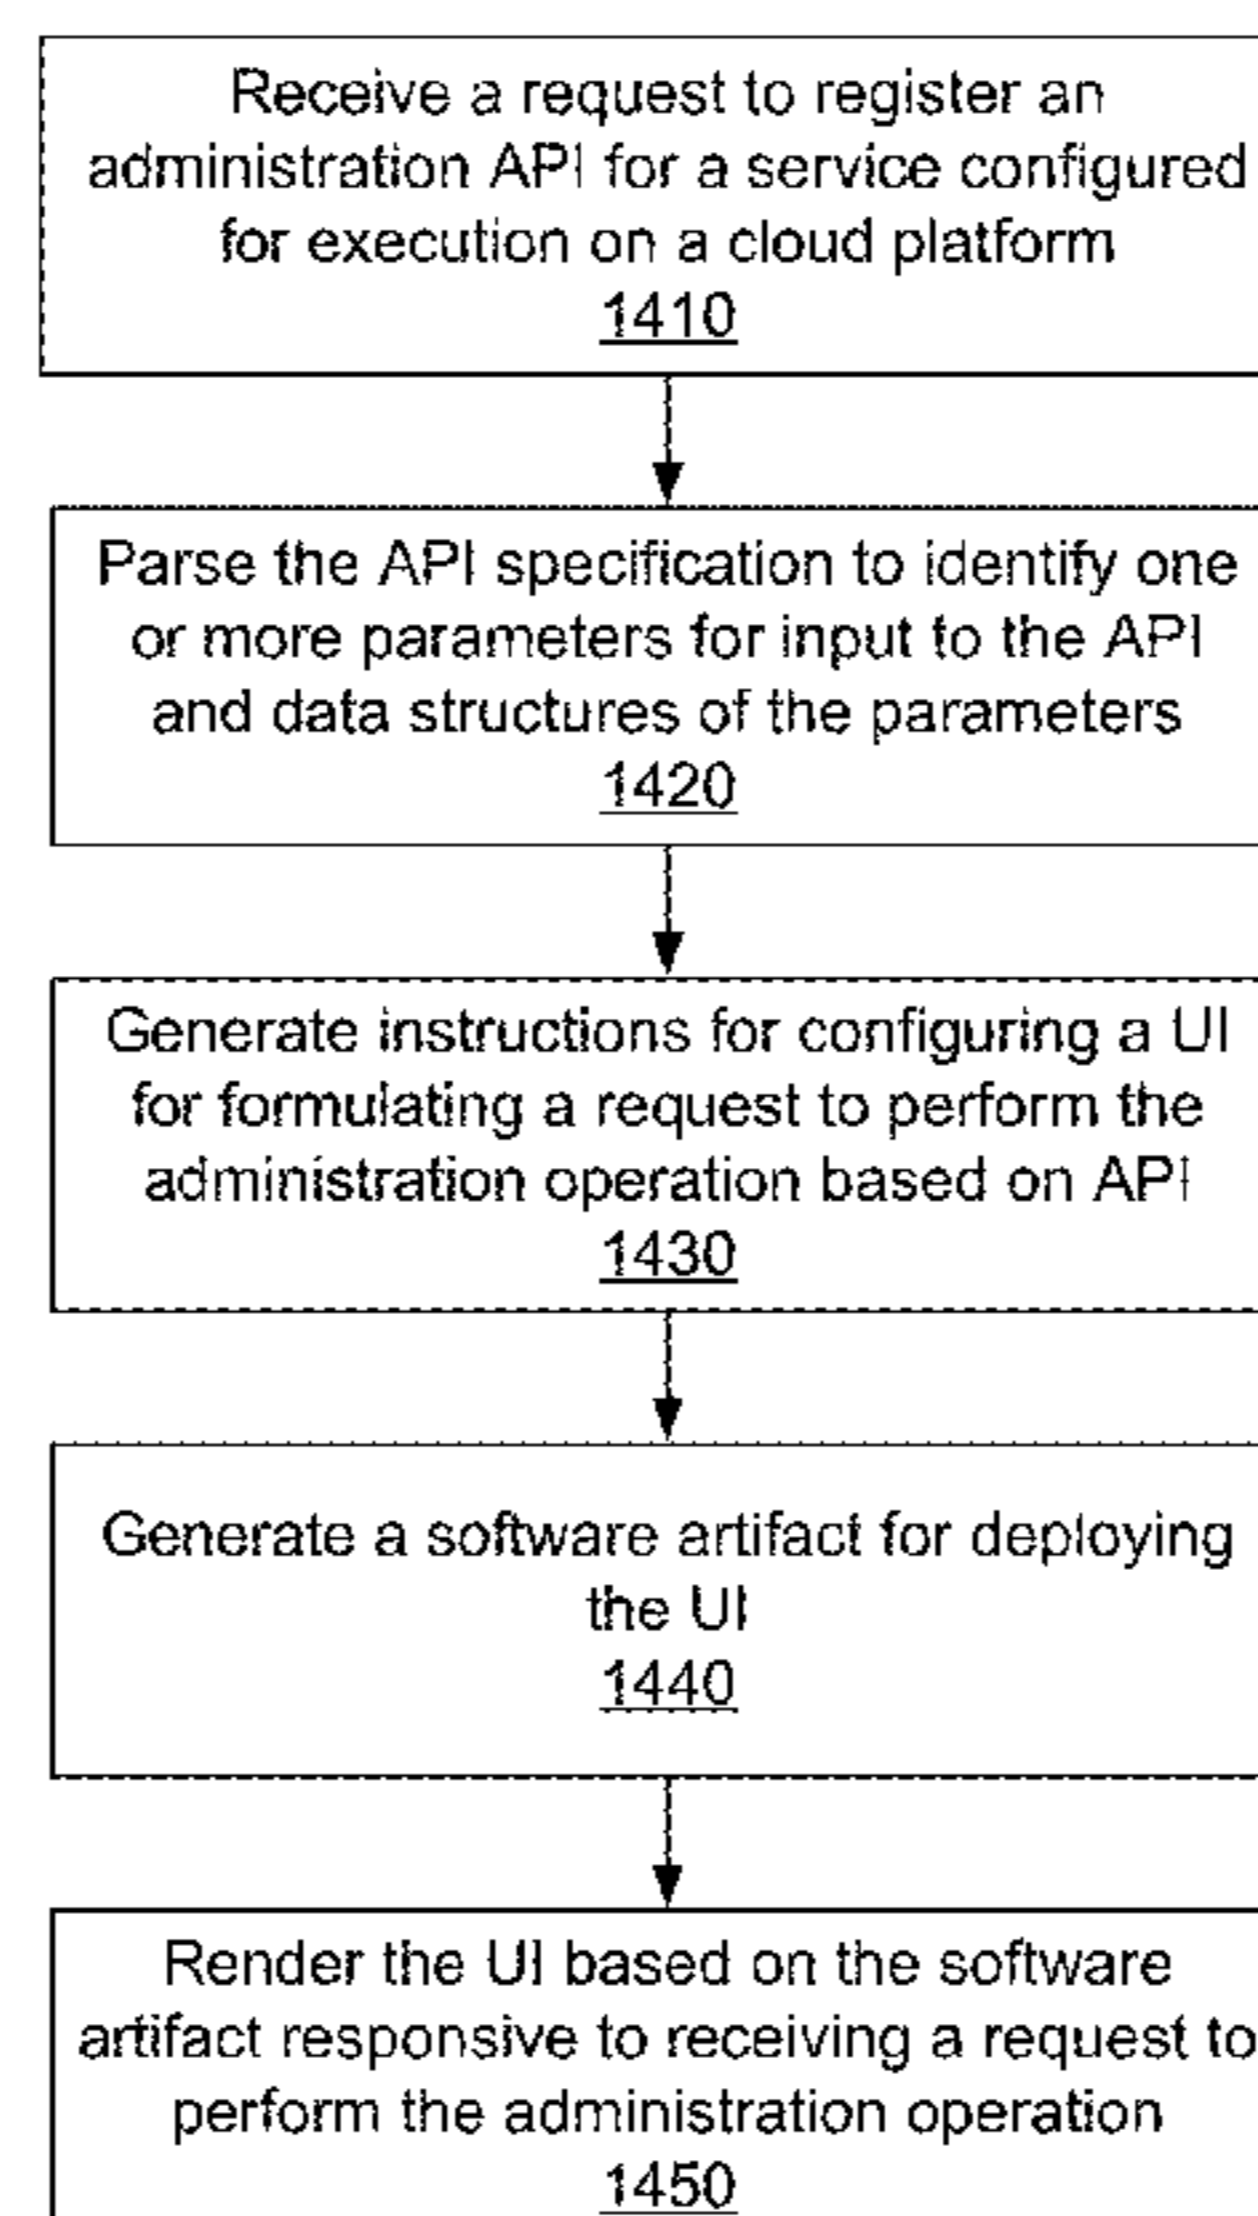 Receive a request to register an
administration API for a service configured
for execution on a cloud platform
1410
Parse the API specification to identify one
or more parameters for input to the API
and data structures of the parameters
1420
Generate instructions for configuring a UI
for formulating a request to perform the
administration operation based on API
1430
Generate a software artifact for deploying
the UI
1440
Render the UI based on the software
artifact responsive to receiving a request to
perform the administration operation
1450